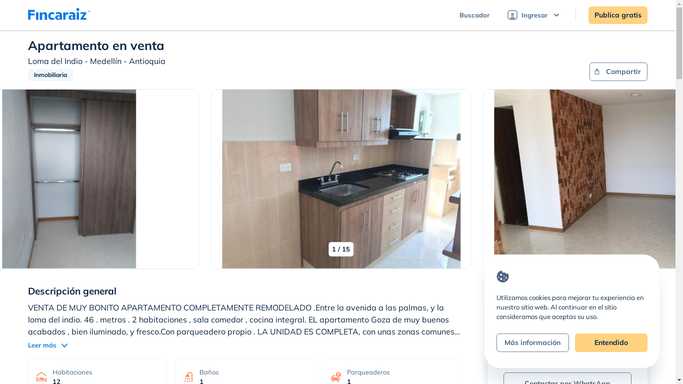 Fincaraiz
Buscador
Ingresar
Publica gratis
Apartamento en venta
Loma del Indio - Medellín - Antioquia
Inmobiliaria
Compartir
1 / 15
Descripción general
VENTA DE MUY BONITO APARTAMENTO COMPLETAMENTE REMODELADO .Entre la avenida a las palmas, y la
loma del indio. 46 . metros . 2 habitaciones , sala comedor , cocina integral. EL apartamento Goza de muy buenos
acabados , bien iluminado, y fresco.Con parqueadero propio . LA UNIDAD ES COMPLETA, con unas zonas comunes...
Leer más
Habitaciones
12
Baños
1
Parqueaderos
1
Utilizamos cookies para mejorar tu experiencia en
nuestro sitio web. Al continuar en el sitio
consideramos que aceptas su uso.
Más información
Entendido
Contactar por WhatsApp